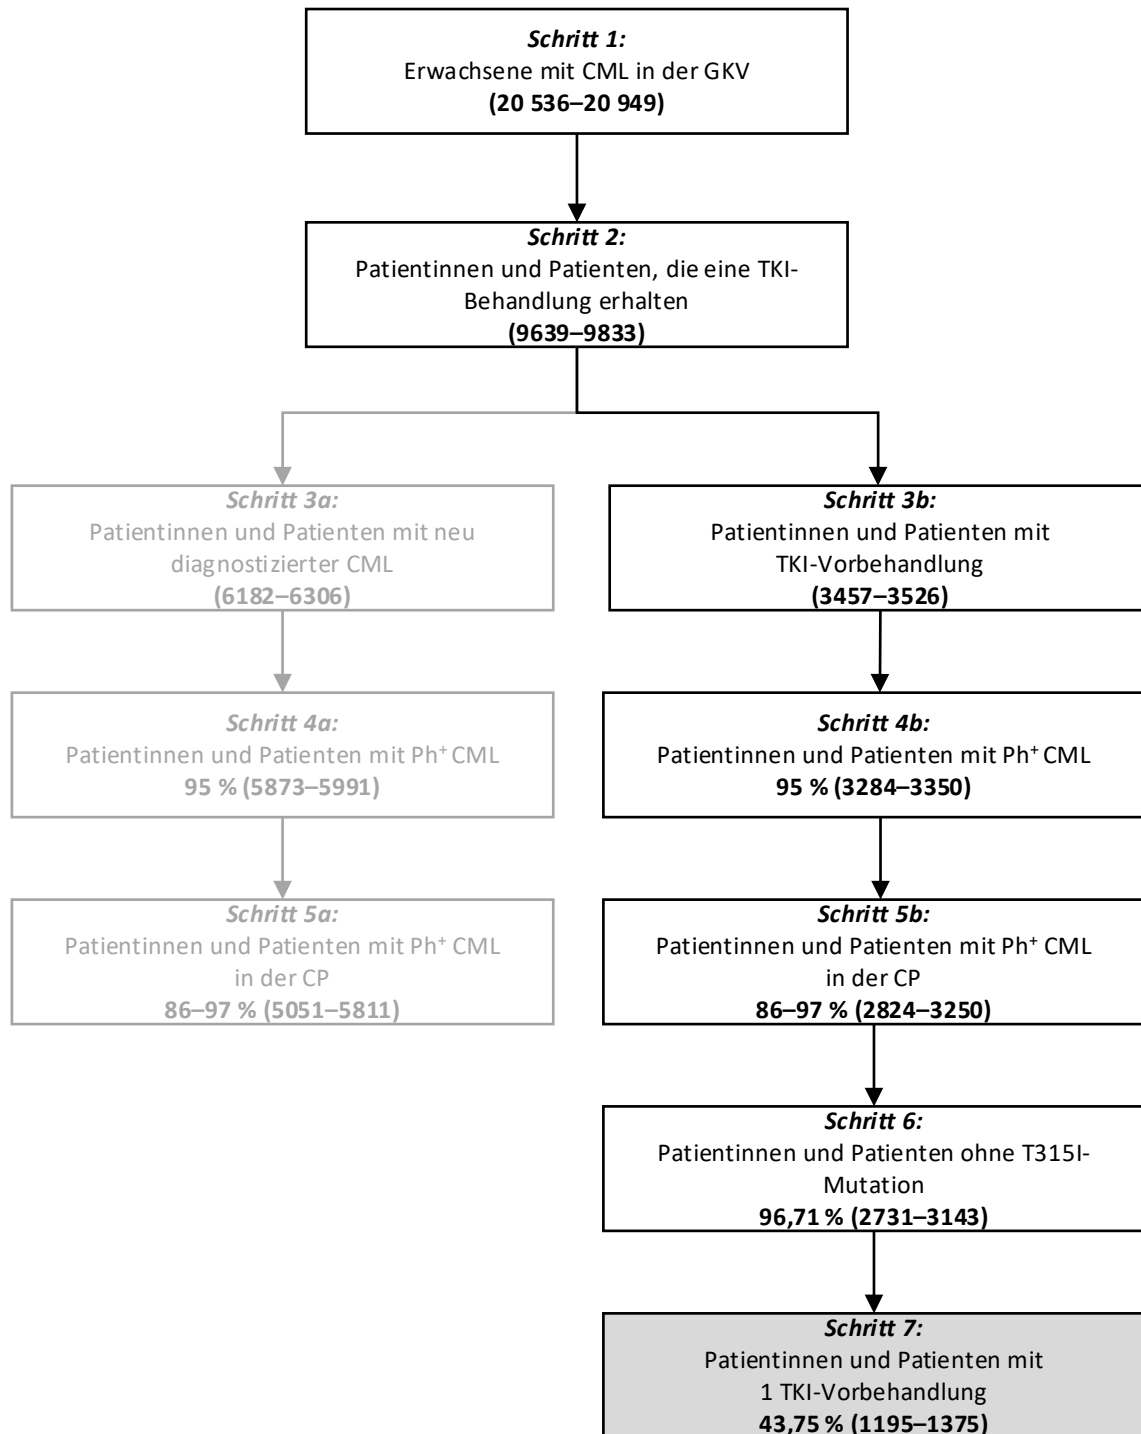 Schritt 1:
Erwachsene mit CML in der GKV
(20 536–20 949)
Schritt 2:
Patientinnen und Patienten, die eine TKI-
Behandlung erhalten
(9639–9833)
Schritt 3a:
Patientinnen und Patienten mit neu
diagnostizierter CML
(6182–6306)
Schritt 3b:
Patientinnen und Patienten mit
TKI-Vorbehandlung
(3457–3526)
Schritt 4a:
Patientinnen und Patienten mit Ph⁺ CML
95 % (5873–5991)
Schritt 4b:
Patientinnen und Patienten mit Ph⁺ CML
95 % (3284–3350)
Schritt 5a:
Patientinnen und Patienten mit Ph⁺ CML
in der CP
86–97 % (5051–5811)
Schritt 5b:
Patientinnen und Patienten mit Ph⁺ CML
in der CP
86–97 % (2824–3250)
Schritt 6:
Patientinnen und Patienten ohne T315I-
Mutation
96,71 % (2731–3143)
Schritt 7:
Patientinnen und Patienten mit
1 TKI-Vorbehandlung
43,75 % (1195–1375)